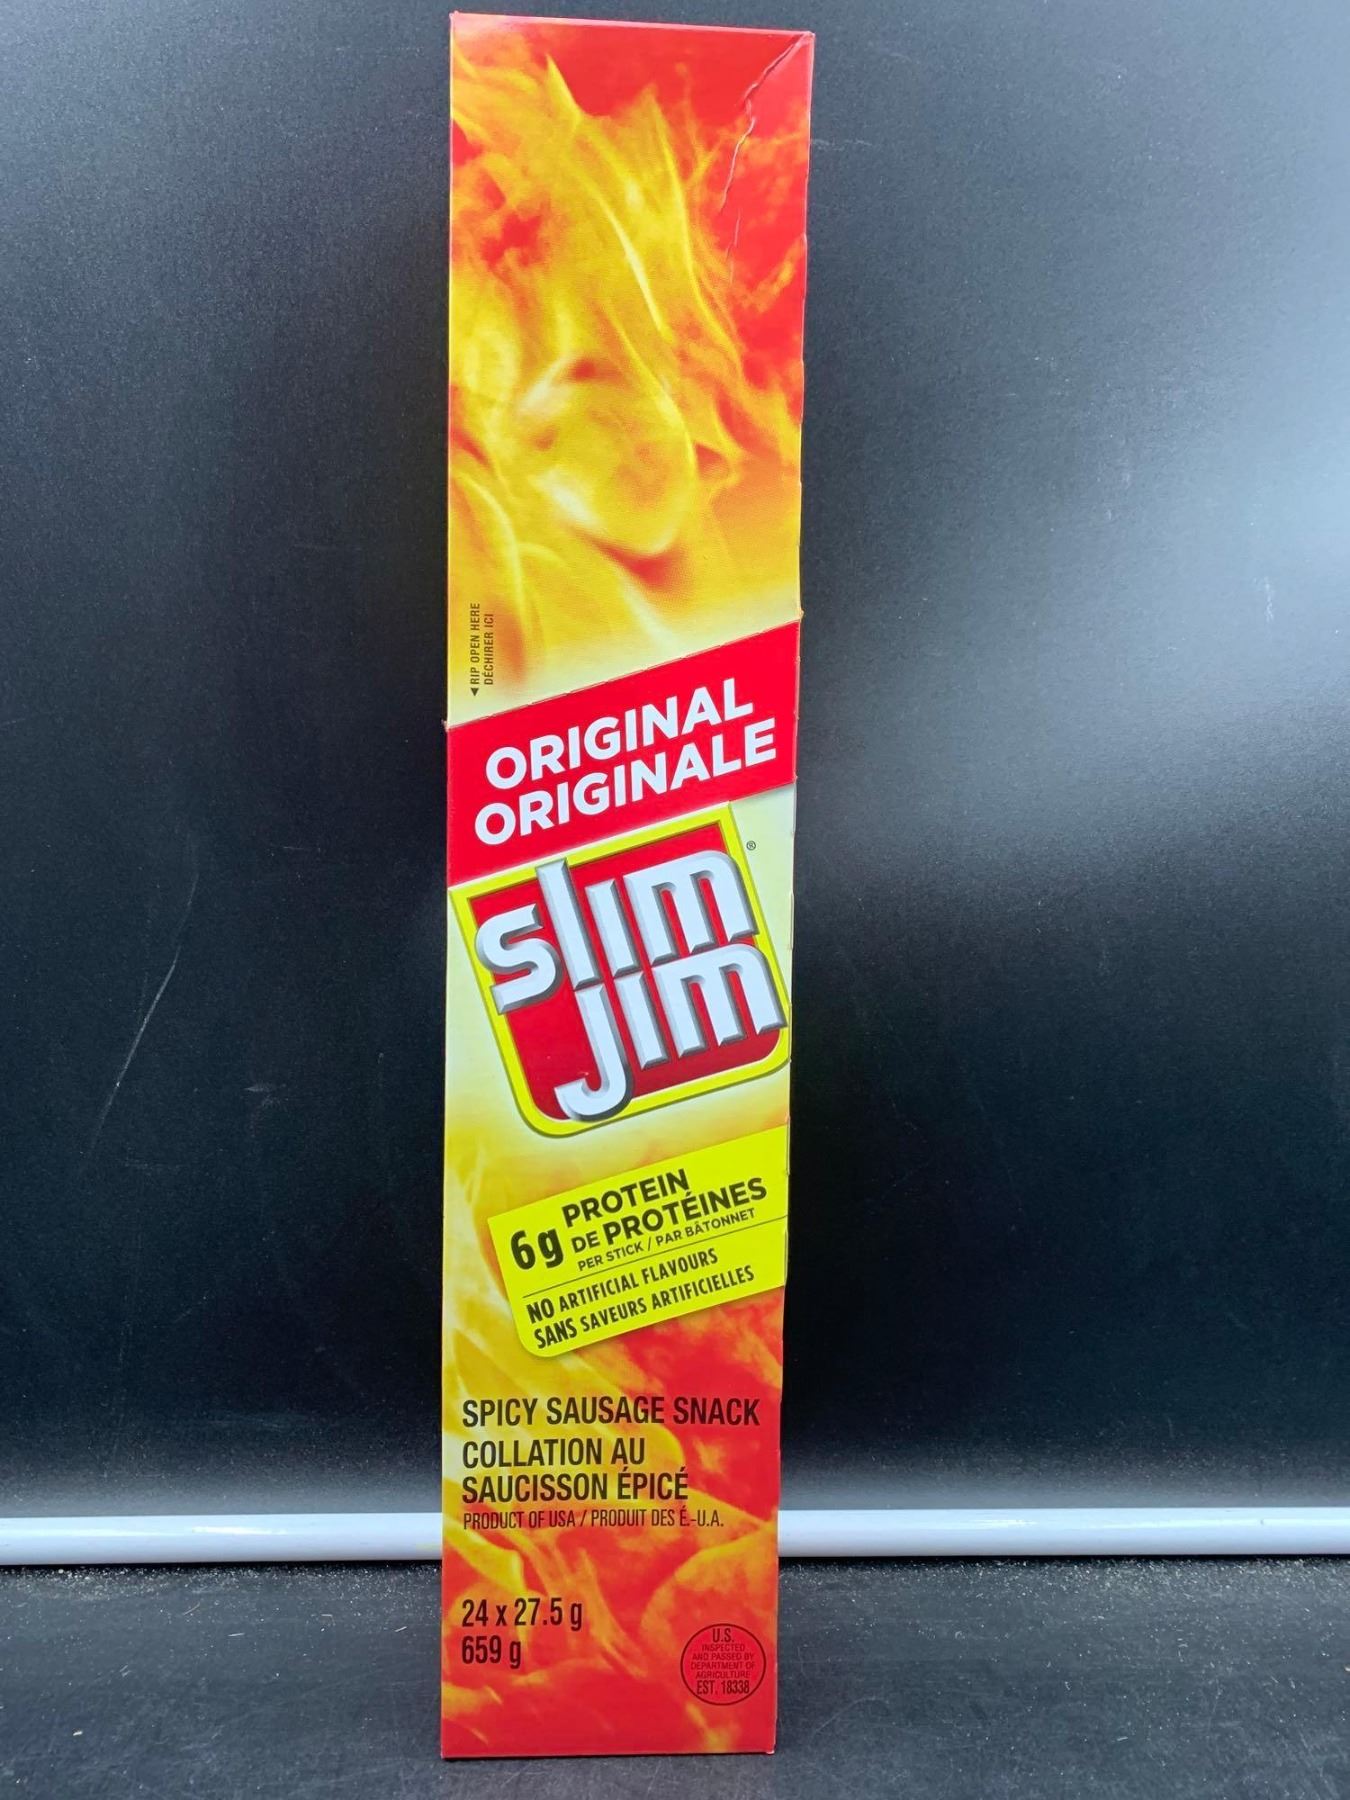 ◄ RIP OPEN HERE
DÉCHIRER ICI
ORIGINAL
ORIGINALE
slim
jim
®
6g PROTEIN
DE PROTÉINES
PER STICK / PAR BÂTONNET
NO ARTIFICIAL FLAVOURS
SANS SAVEURS ARTIFICIELLES
SPICY SAUSAGE SNACK
COLLATION AU
SAUCISSON ÉPICÉ
PRODUCT OF USA / PRODUIT DES É.-U.A.
24 x 27.5 g
659 g
U.S.
INSPECTED
AND PASSED BY
DEPARTMENT OF
AGRICULTURE
EST. 18338